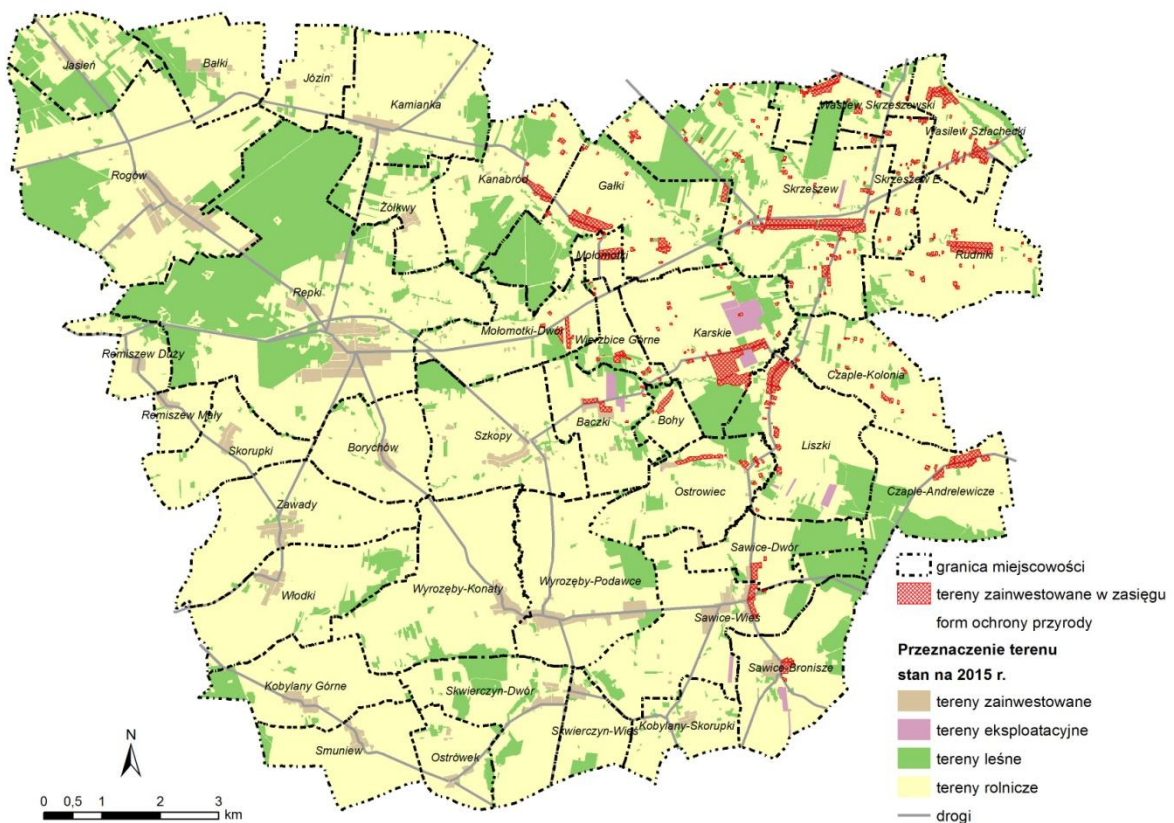 Jasień
Bałki
Józin
Kamianka
Wasilew Skrzeszewski
Wasilew Szlachecki
Rogów
Kanabród
Gałki
Skrzeszew
Skrzeszew E.
Żółkwy
Mołomotki
Rudniki
Repki
Mołomotki-Dwór
Wierzbice Górne
Karskie
Remiszew Duży
Czaple-Kolonia
Remiszew Mały
Baczki
Bohy
Skorupki
Borychów
Szkopy
Liszki
Ostrowiec
Czaple-Andrelewicze
Zawady
Sawice-Dwór
Włodki
Wyrozęby-Konaty
Wyrozęby-Podawce
Sawice-Wieś
Sawice-Bronisze
Kobylany Górne
Skwierczyn-Dwór
Skwierczyn-Wieś
Kobylany-Skorupki
Smuniew
Ostrówek
granica miejscowości
tereny zainwestowane w zasięgu
form ochrony przyrody
Przeznaczenie terenu
stan na 2015 r.
tereny zainwestowane
tereny eksploatacyjne
tereny leśne
tereny rolnicze
drogi
N
0 0,5 1 2 3
km